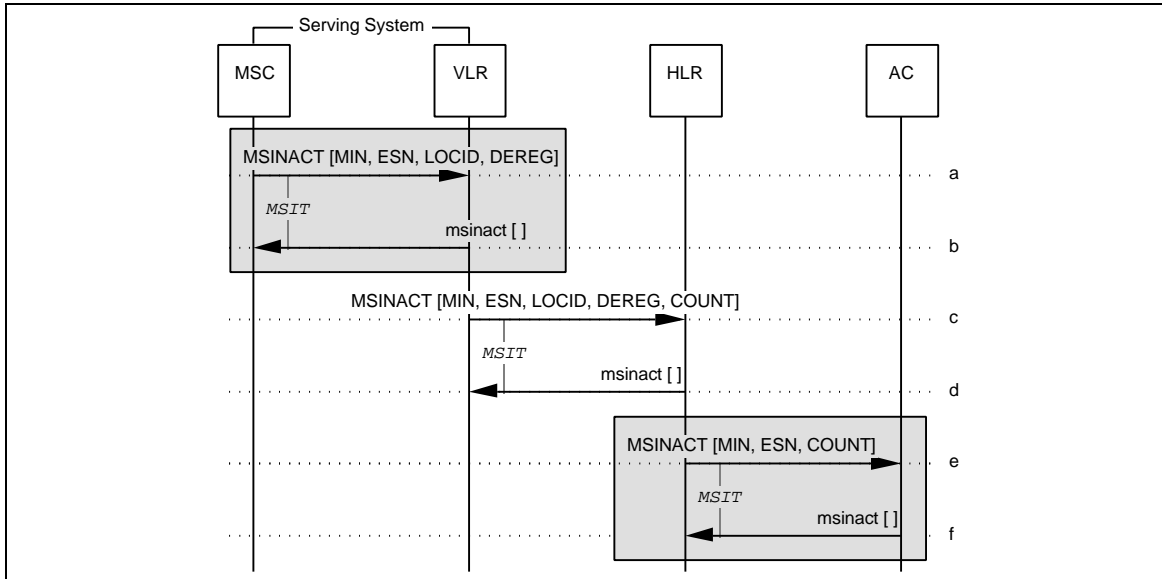 Serving System
MSC VLR HLR AC
MSINACT [MIN, ESN, LOCID, DEREG]
a
MSIT
msinact [ ]
b
MSINACT [MIN, ESN, LOCID, DEREG, COUNT]
c
MSIT
msinact [ ]
d
MSINACT [MIN, ESN, COUNT]
e
MSIT
msinact [ ]
f